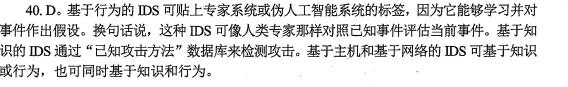 40. D。基于行为的 IDS 可贴上专家系统或伪人工智能系统的标签，因为它能够学习并对
事件作出假设。换句话说，这种 IDS 可像人类专家那样对照已知事件评估当前事件。基于知
识的 IDS 通过“已知攻击方法”数据库来检测攻击。基于主机和基于网络的 IDS 可基于知识
或行为，也可同时基于知识和行为。